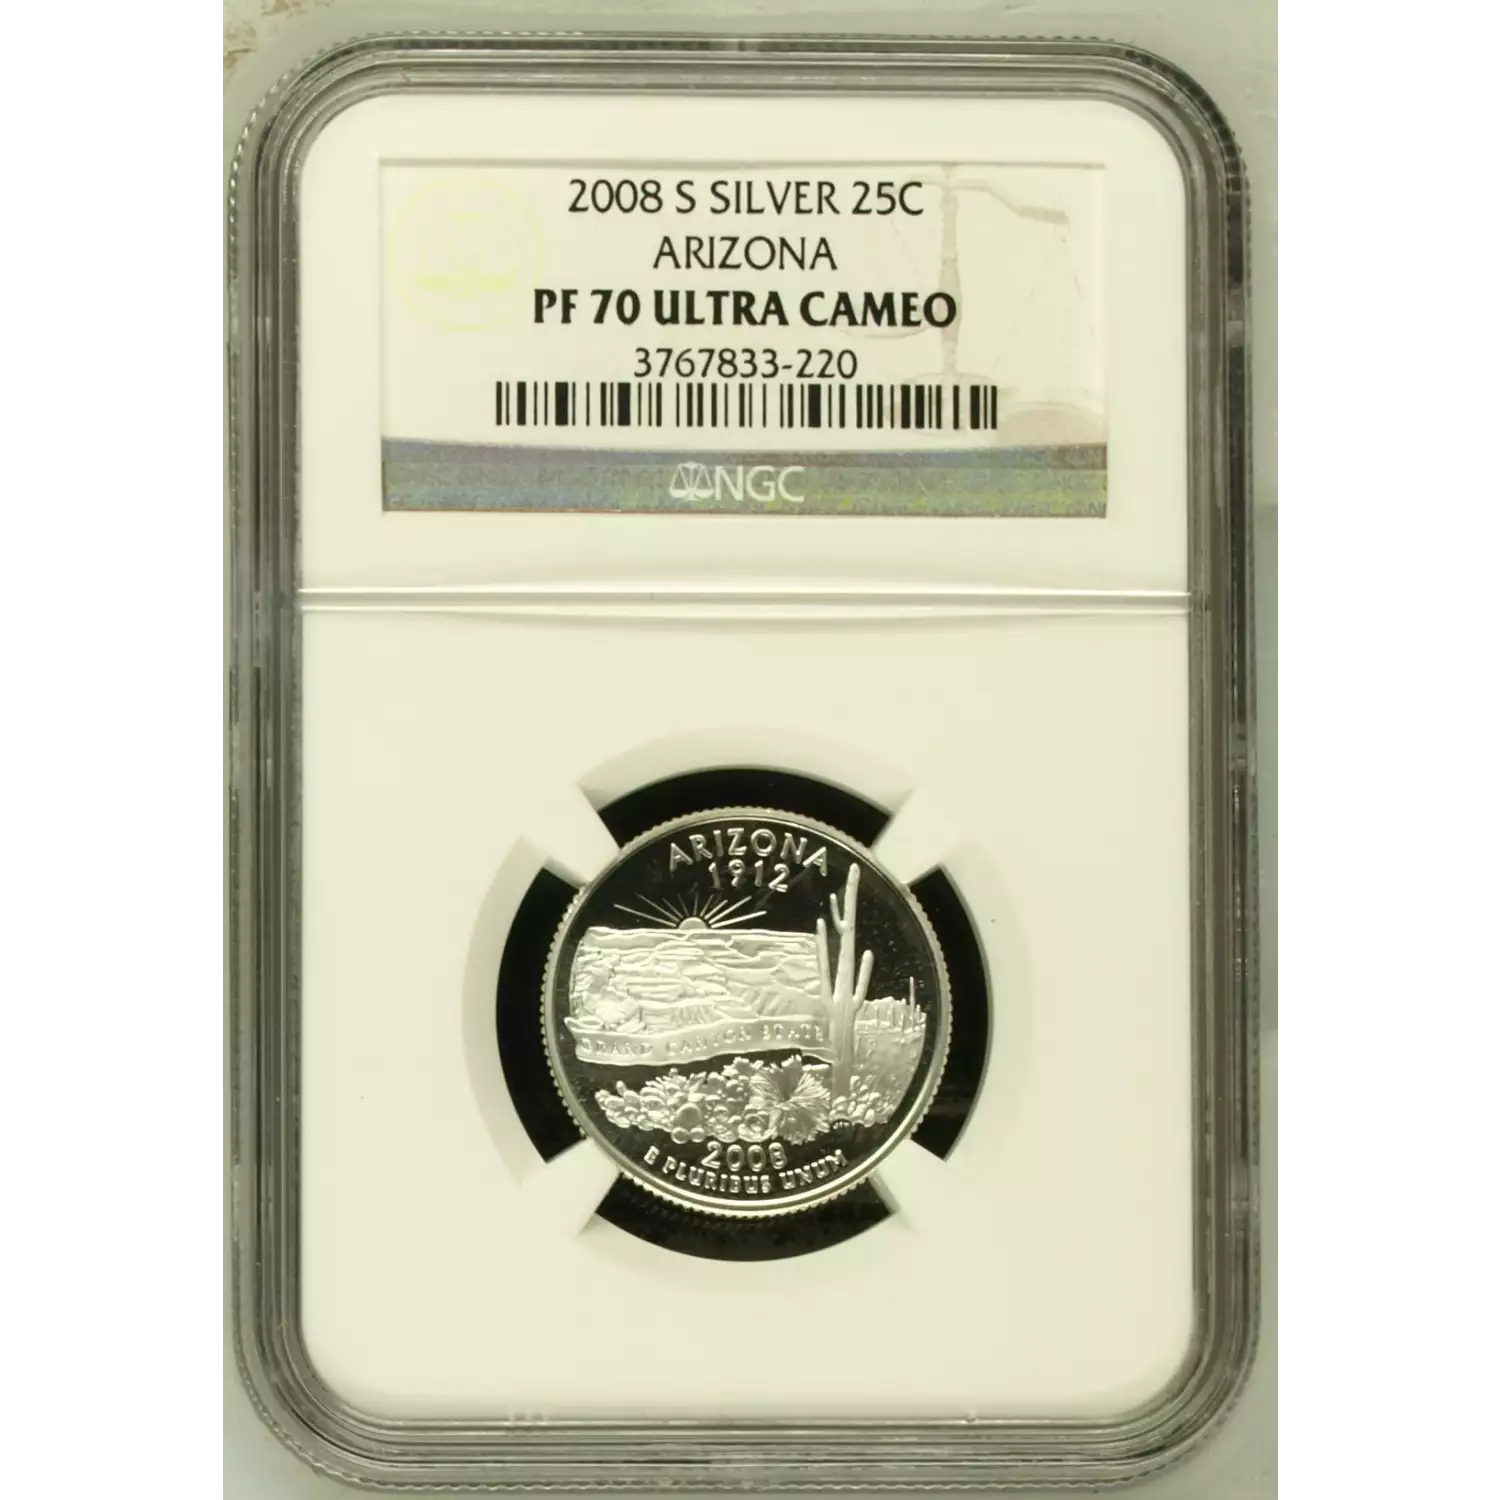 2008 S SILVER 25C
ARIZONA
PF 70 ULTRA CAMEO
3767833-220
NGC
ARIZONA
1912
GRAND CANYON STATE
2008
E PLURIBUS UNUM